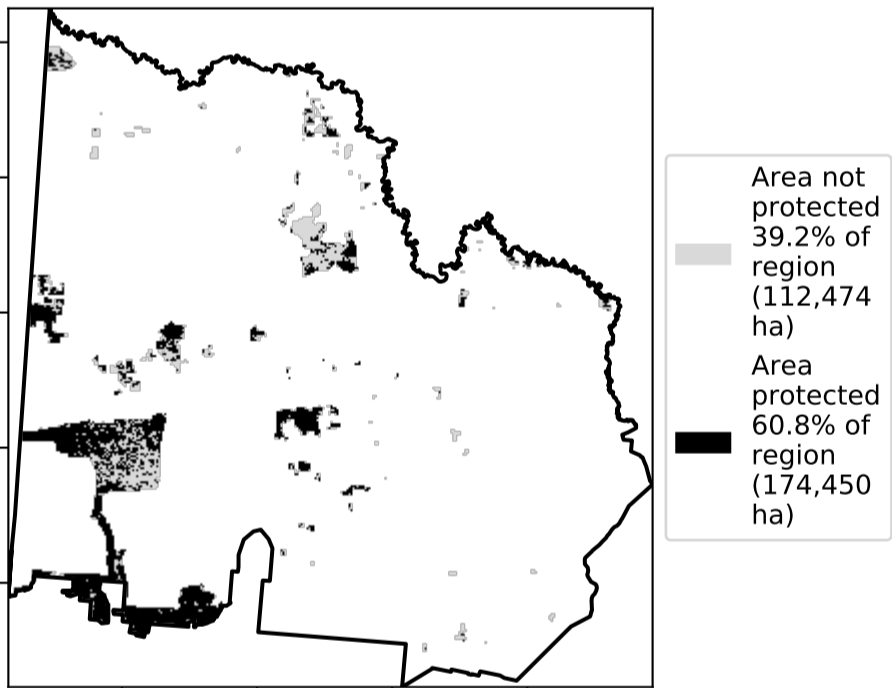 Area not
protected
39.2% of
region
(112,474
ha)
Area
protected
60.8% of
region
(174,450
ha)